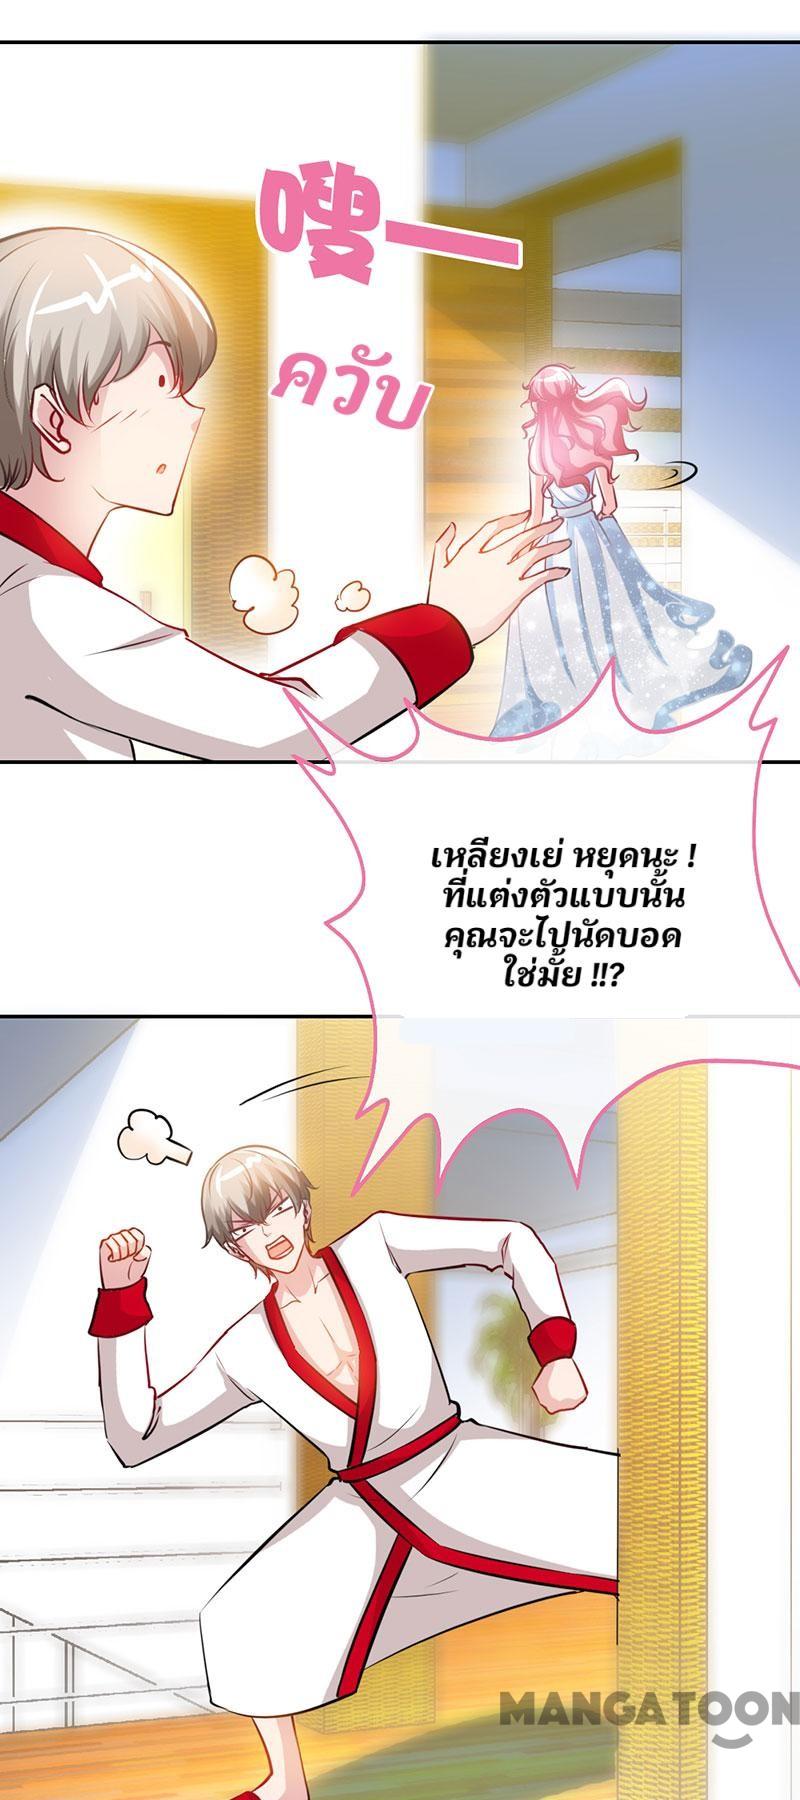 嗖一
ควับ
เหลียงเย่ หยุดนะ !
ที่แต่งตัวแบบนั้น
คุณจะไปนัดบอด
ใช่มั้ย !!?
MANGATOON